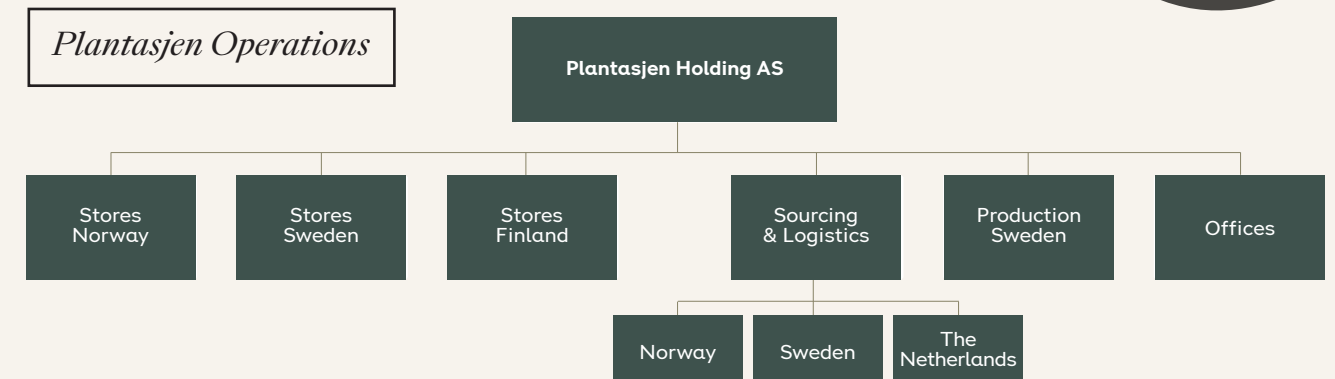 Plantasjen Operations
Plantasjen Holding AS
Stores
Norway
Stores
Sweden
Stores
Finland
Sourcing
& Logistics
Production
Sweden
Offices
Norway
Sweden
The
Netherlands